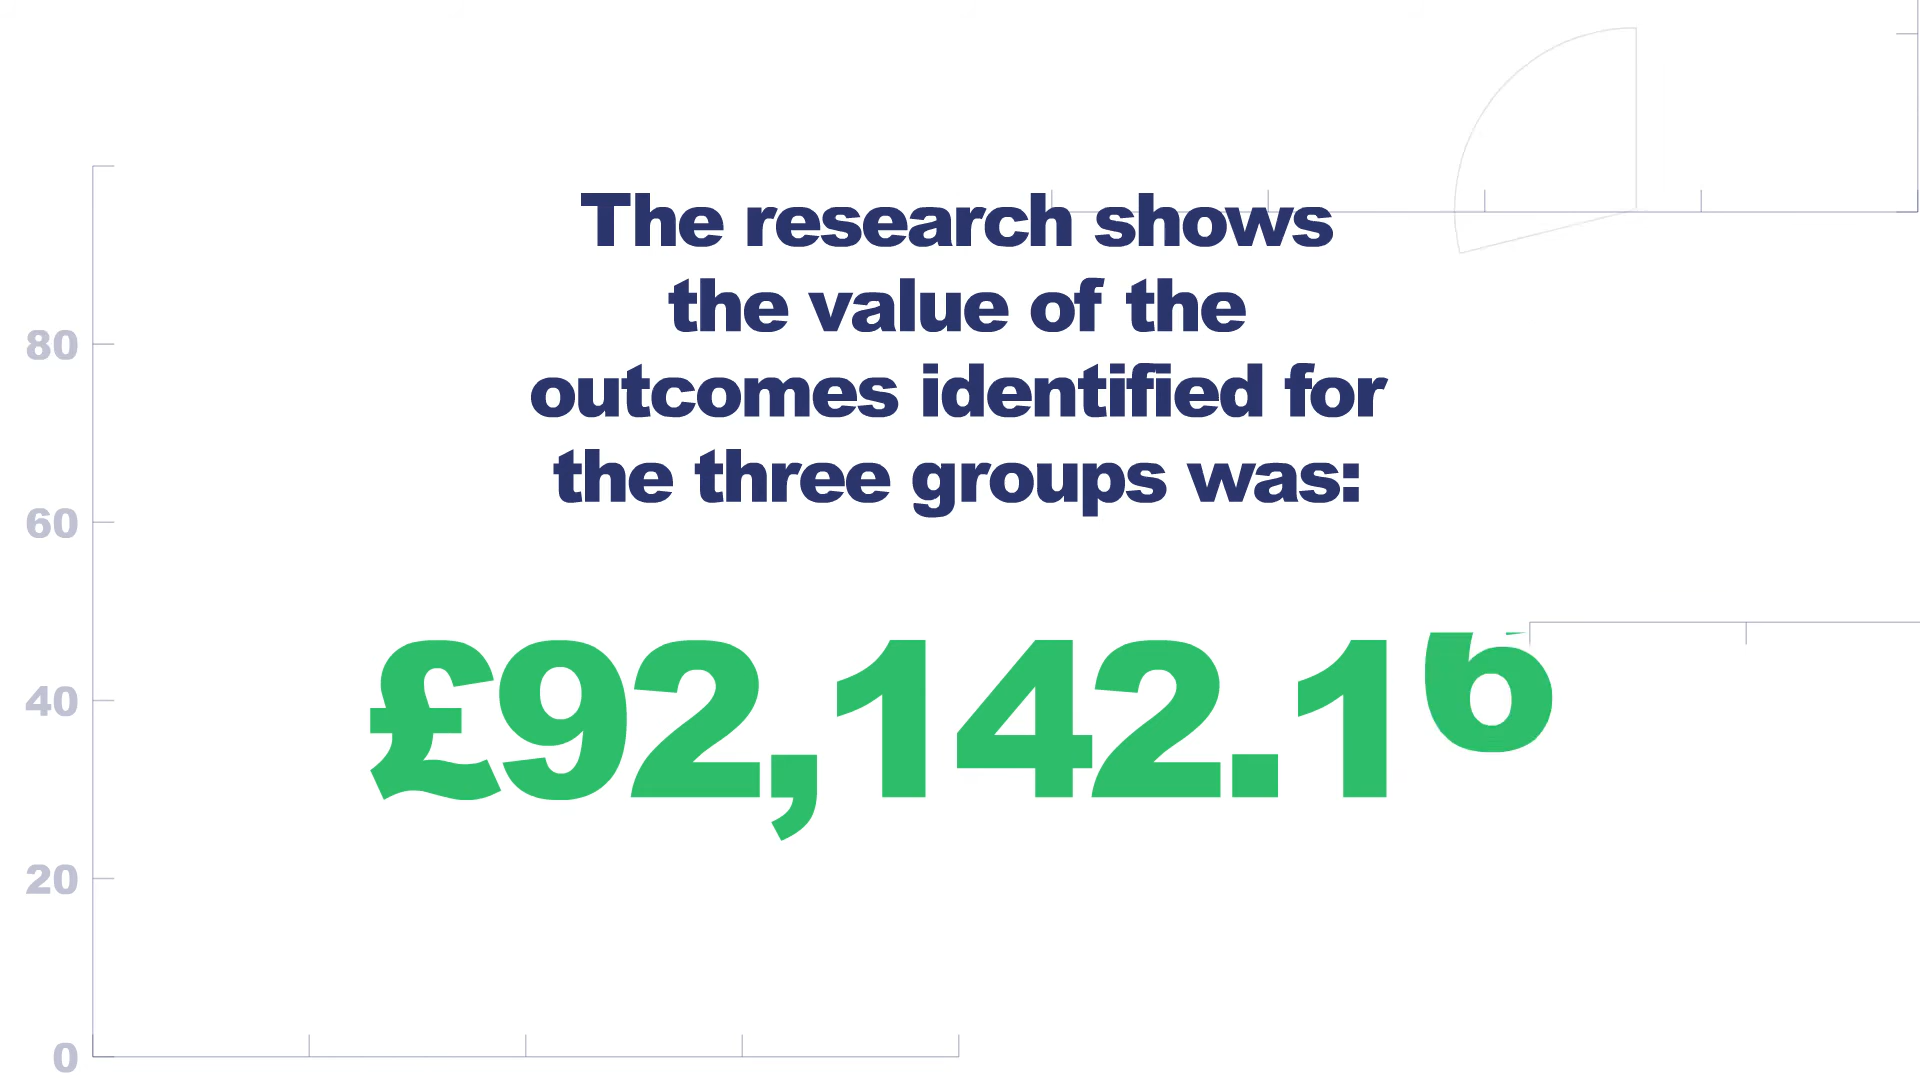 The research shows
the value of the
outcomes identified for
the three groups was:
£92,142.16
80
60
40
20
0